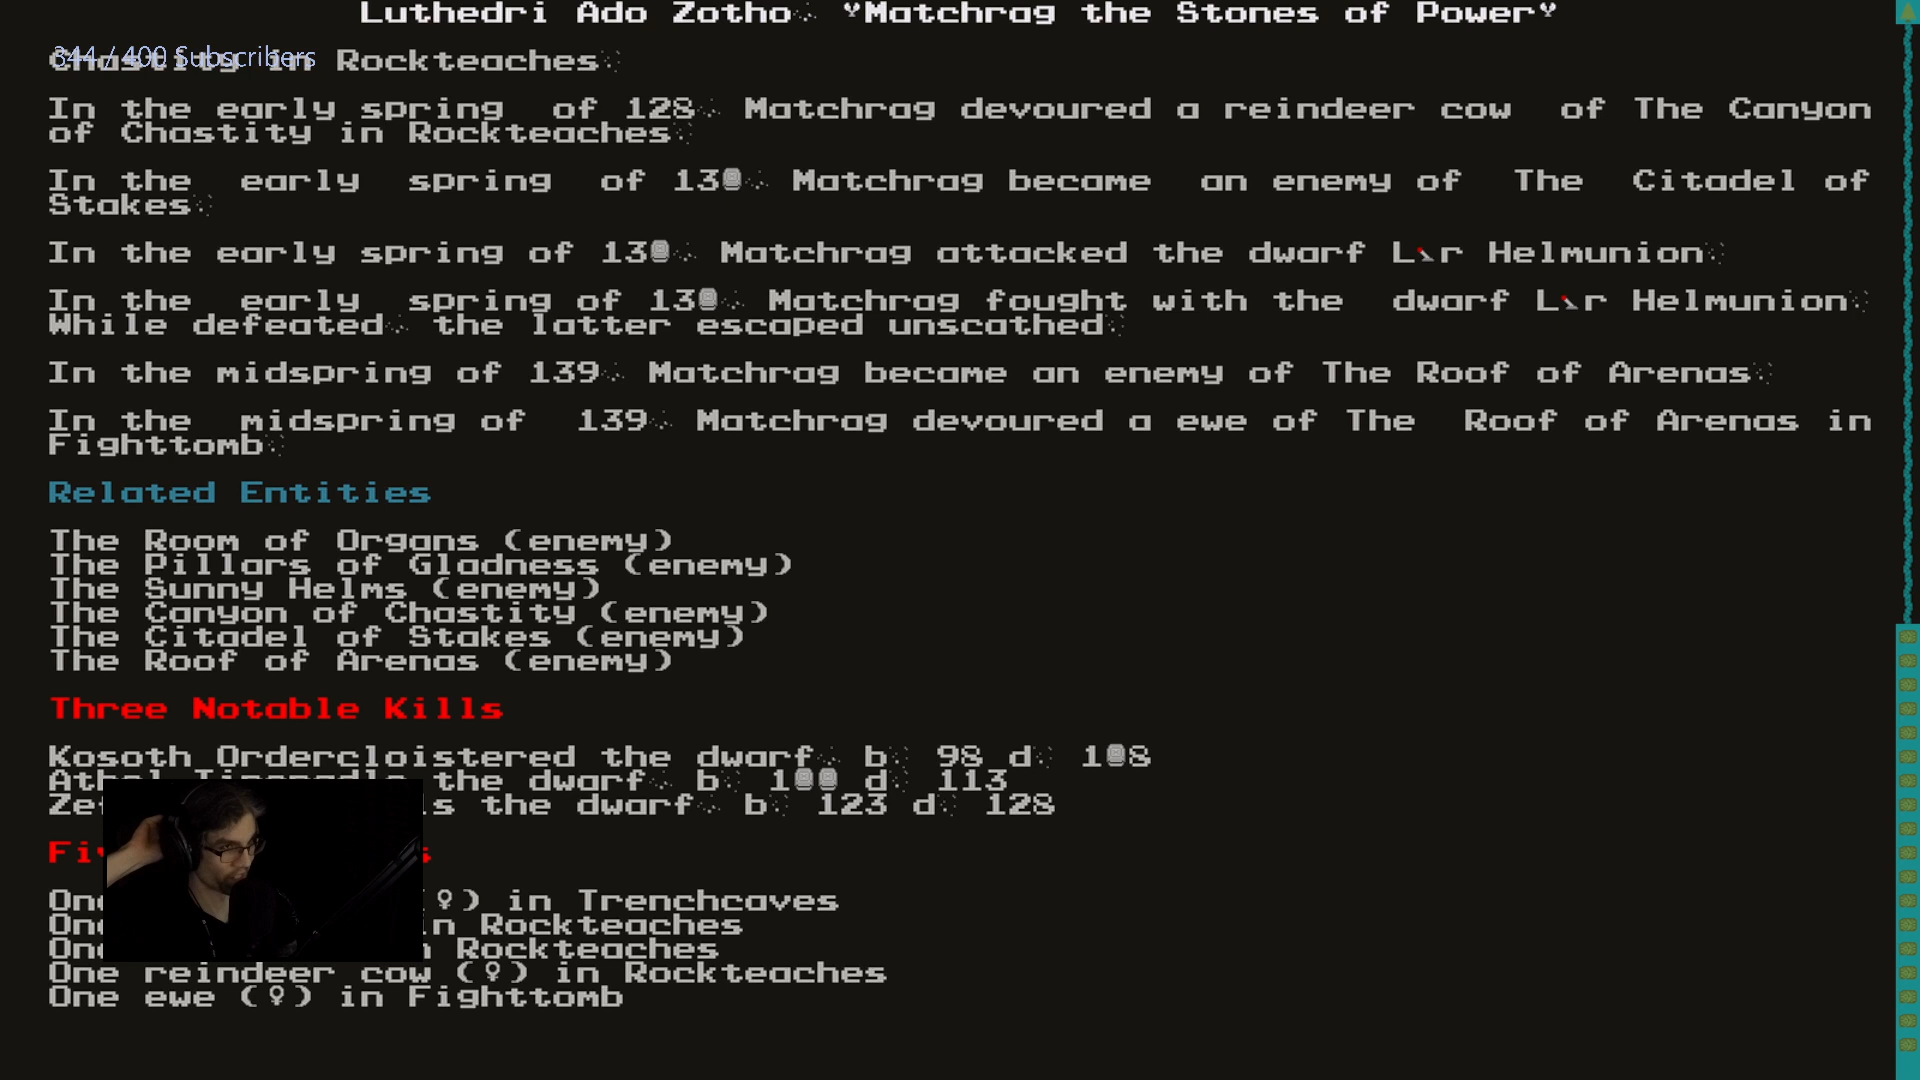 Luthedri Ado Zotho, "Matchrag the Stones of Power"
344 / 400 Subscribers
Chastity in Rockteaches.
In the early spring of 128, Matchrag devoured a reindeer cow of The Canyon
of Chastity in Rockteaches.
In the early spring of 130, Matchrag became an enemy of The Citadel of
Stakes.
In the early spring of 130, Matchrag attacked the dwarf L r Helmunion.
In the early spring of 130, Matchrag fought with the dwarf L r Helmunion.
While defeated, the latter escaped unscathed.
In the midspring of 139, Matchrag became an enemy of The Roof of Arenas.
In the midspring of 139, Matchrag devoured a ewe of The Roof of Arenas in
Fighttomb.
Related Entities
The Room of Organs (enemy)
The Pillars of Gladness (enemy)
The Sunny Helms (enemy)
The Canyon of Chastity (enemy)
The Citadel of Stakes (enemy)
The Roof of Arenas (enemy)
Three Notable Kills
Kosoth Ordercloistered the dwarf, b. 98 d. 108
the dwarf, b. 100 d. 113
the dwarf, b. 123 d. 128
(♀) in Trenchcaves
in Rockteaches
Rockteaches
One reindeer cow (♀) in Rockteaches
One ewe (♀) in Fighttomb